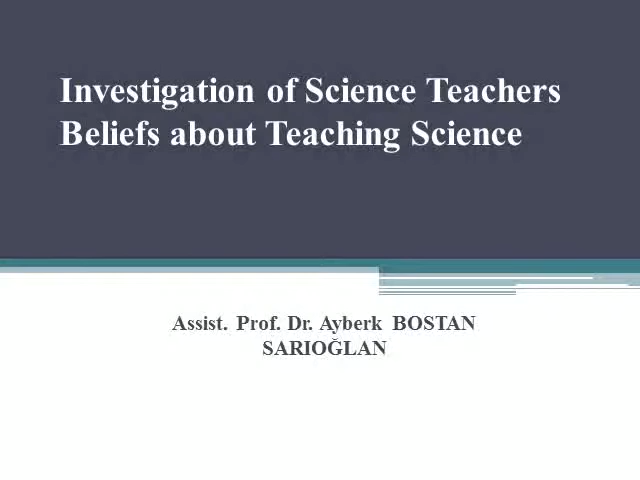 Investigation of Science Teachers
Beliefs about Teaching Science
Assist. Prof. Dr. Ayberk BOSTAN
SARIOĞLAN